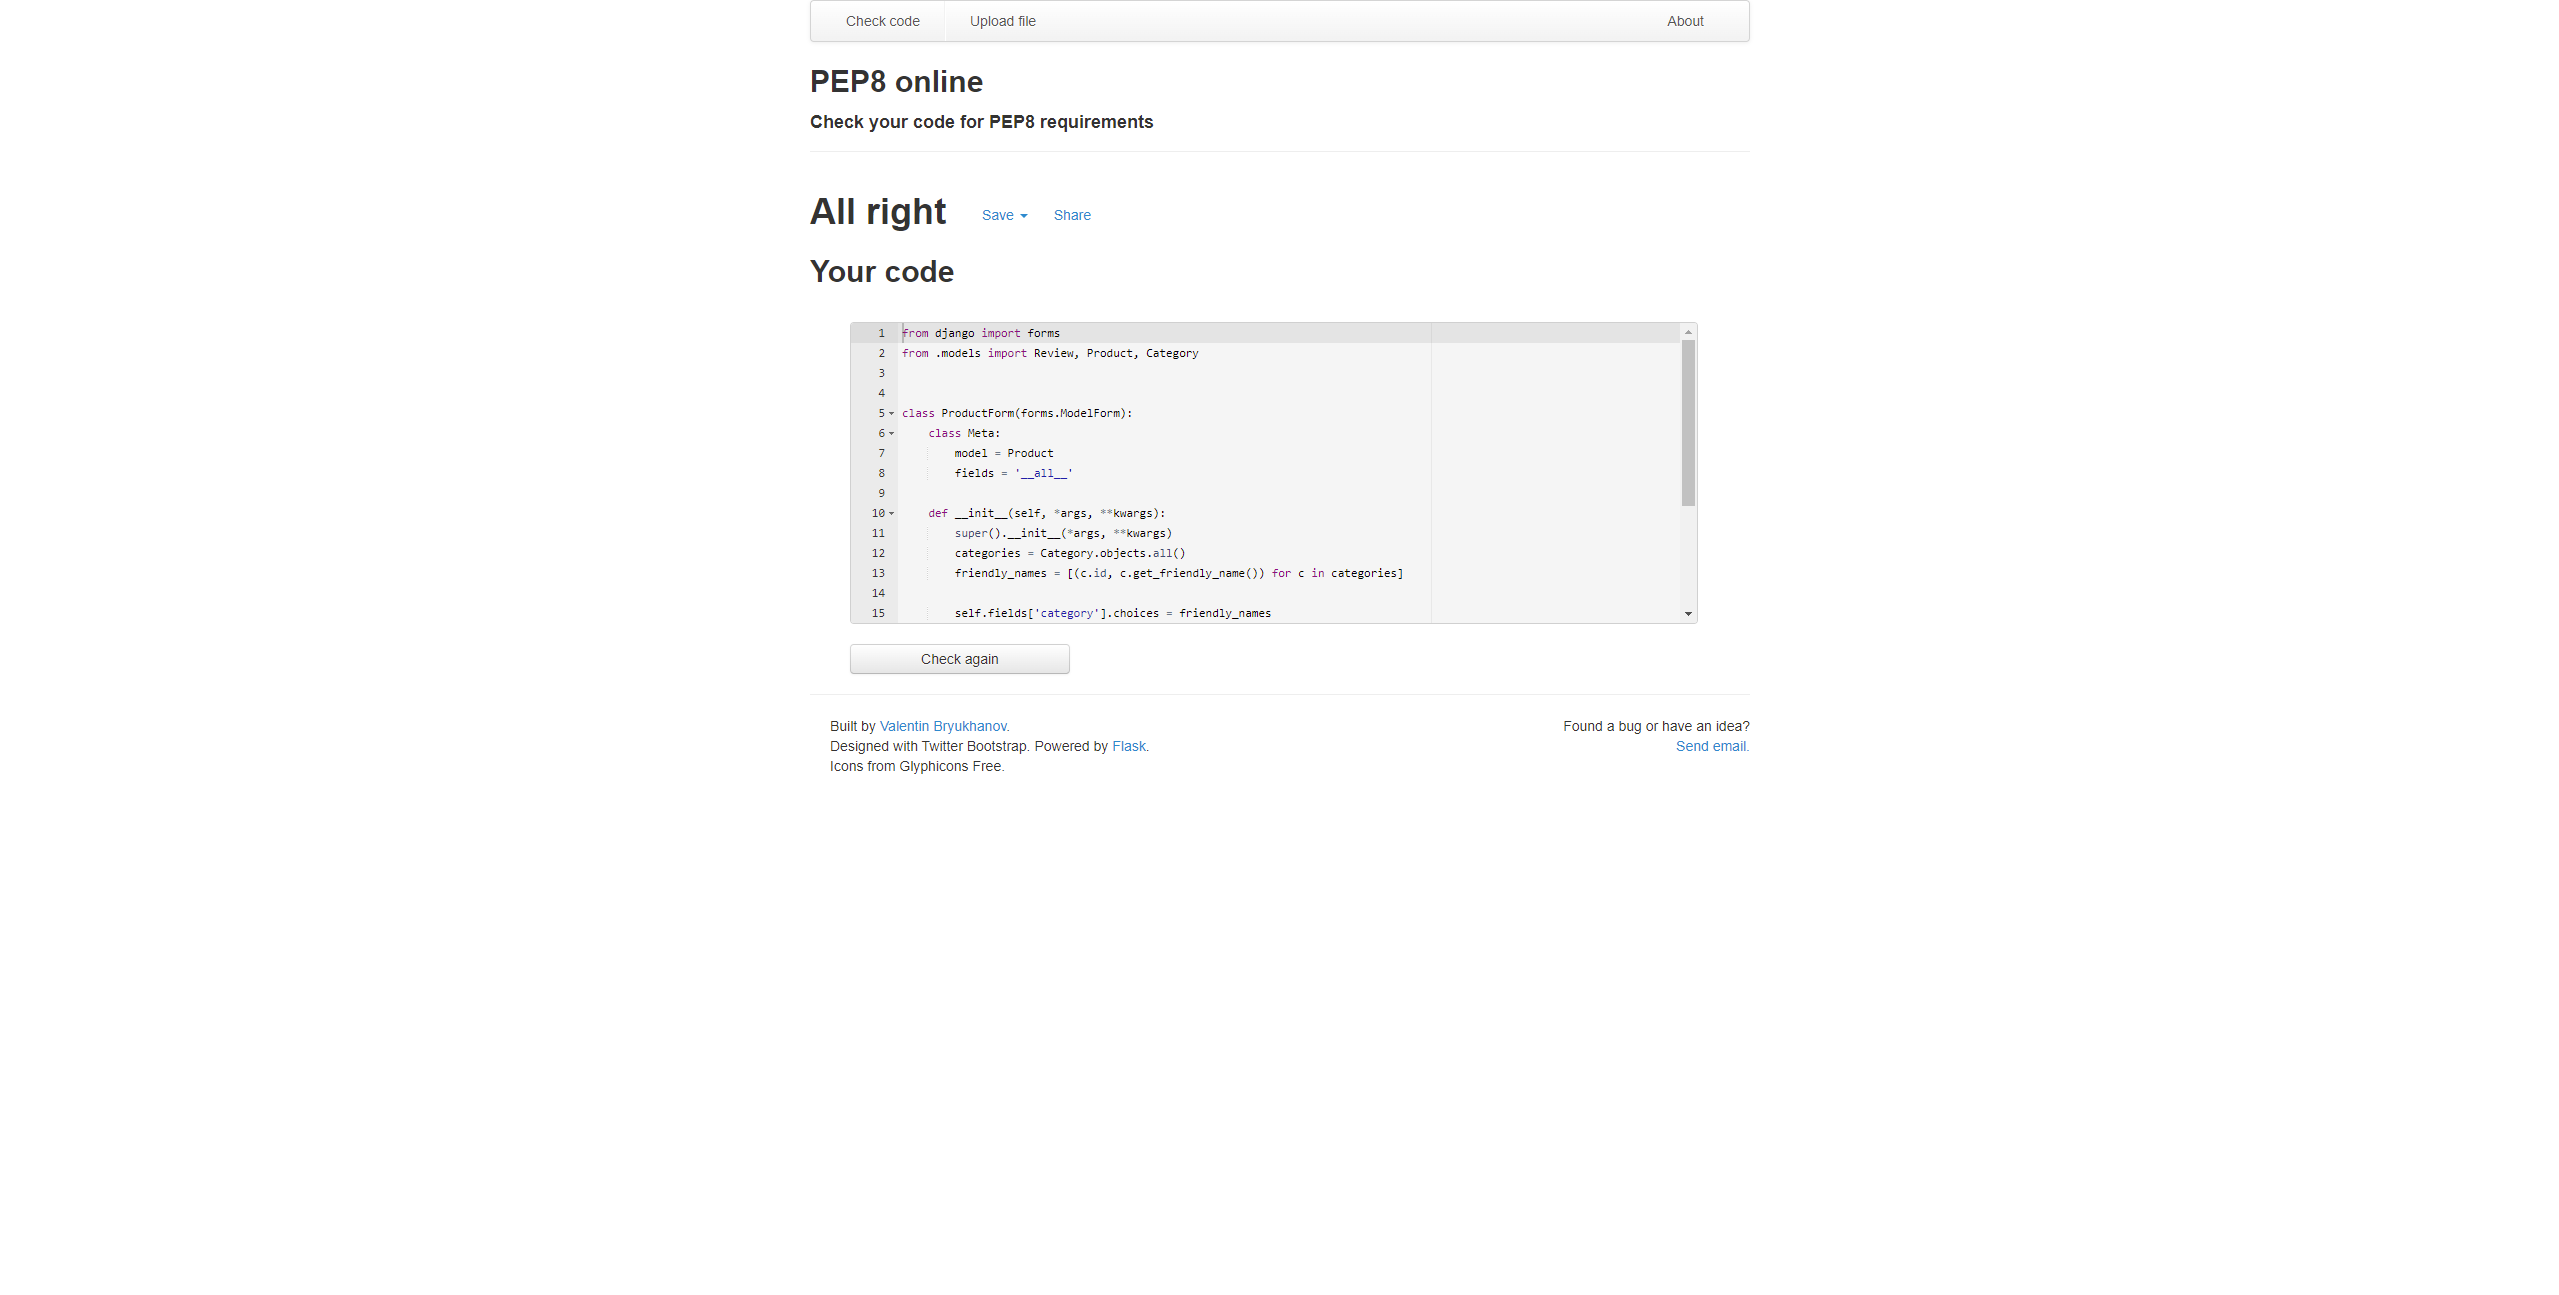 Check code Upload file About
PEP8 online
Check your code for PEP8 requirements
All right Save Share
Your code
1 from django import forms
2 from .models import Review, Product, Category
3
4
5 class ProductForm(forms.ModelForm):
6     class Meta:
7         model = Product
8         fields = '__all__'
9
10     def __init__(self, *args, **kwargs):
11         super().__init__(*args, **kwargs)
12         categories = Category.objects.all()
13         friendly_names = [(c.id, c.get_friendly_name()) for c in categories]
14
15         self.fields['category'].choices = friendly_names
Check again
Built by Valentin Bryukhanov. Found a bug or have an idea?
Designed with Twitter Bootstrap. Powered by Flask. Send email.
Icons from Glyphicons Free.